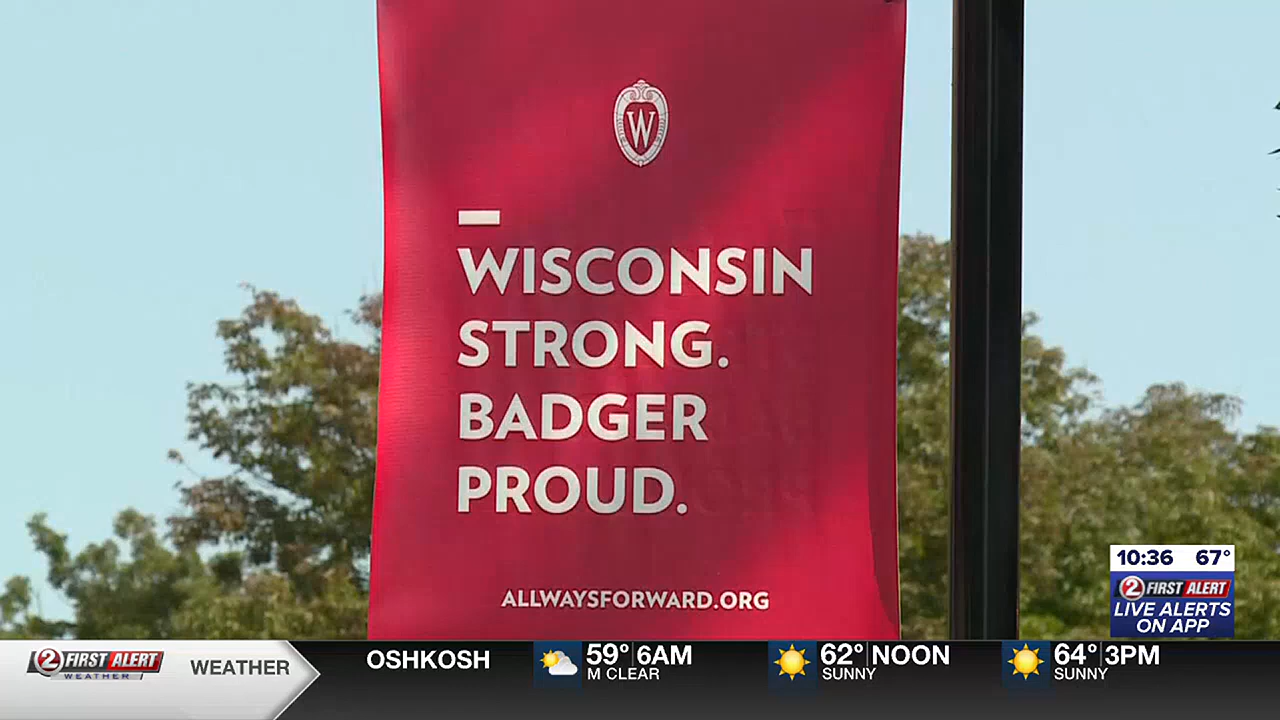 W
WISCONSIN
STRONG.
BADGER
PROUD.
ALLWAYSFORWARD.ORG
10:36 67°
2 FIRST ALERT
LIVE ALERTS
ON APP
2 FIRST ALERT
WEATHER
WEATHER
OSHKOSH
59° 6AM
M CLEAR
62° NOON
SUNNY
64° 3PM
SUNNY